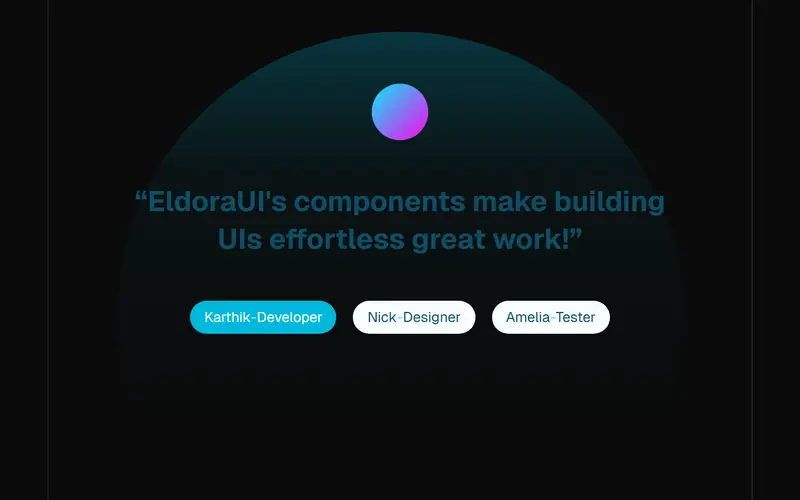 “EldoraUI's components make building
UIs effortless great work!”
Karthik-Developer
Nick-Designer
Amelia-Tester